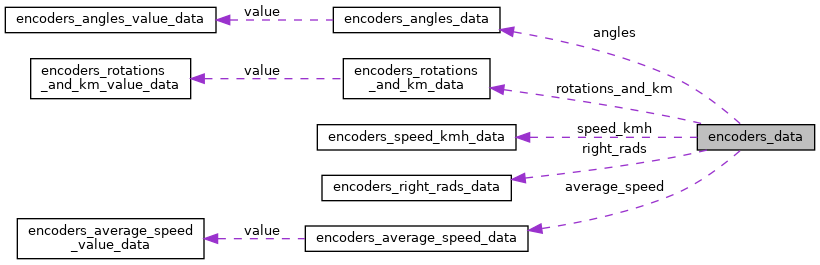 encoders_angles_value_data
value
encoders_angles_data
angles
encoders_rotations
_and_km_value_data
value
encoders_rotations
_and_km_data
rotations_and_km
encoders_speed_kmh_data
speed_kmh
encoders_data
right_rads
encoders_right_rads_data
average_speed
encoders_average_speed
_value_data
value
encoders_average_speed_data